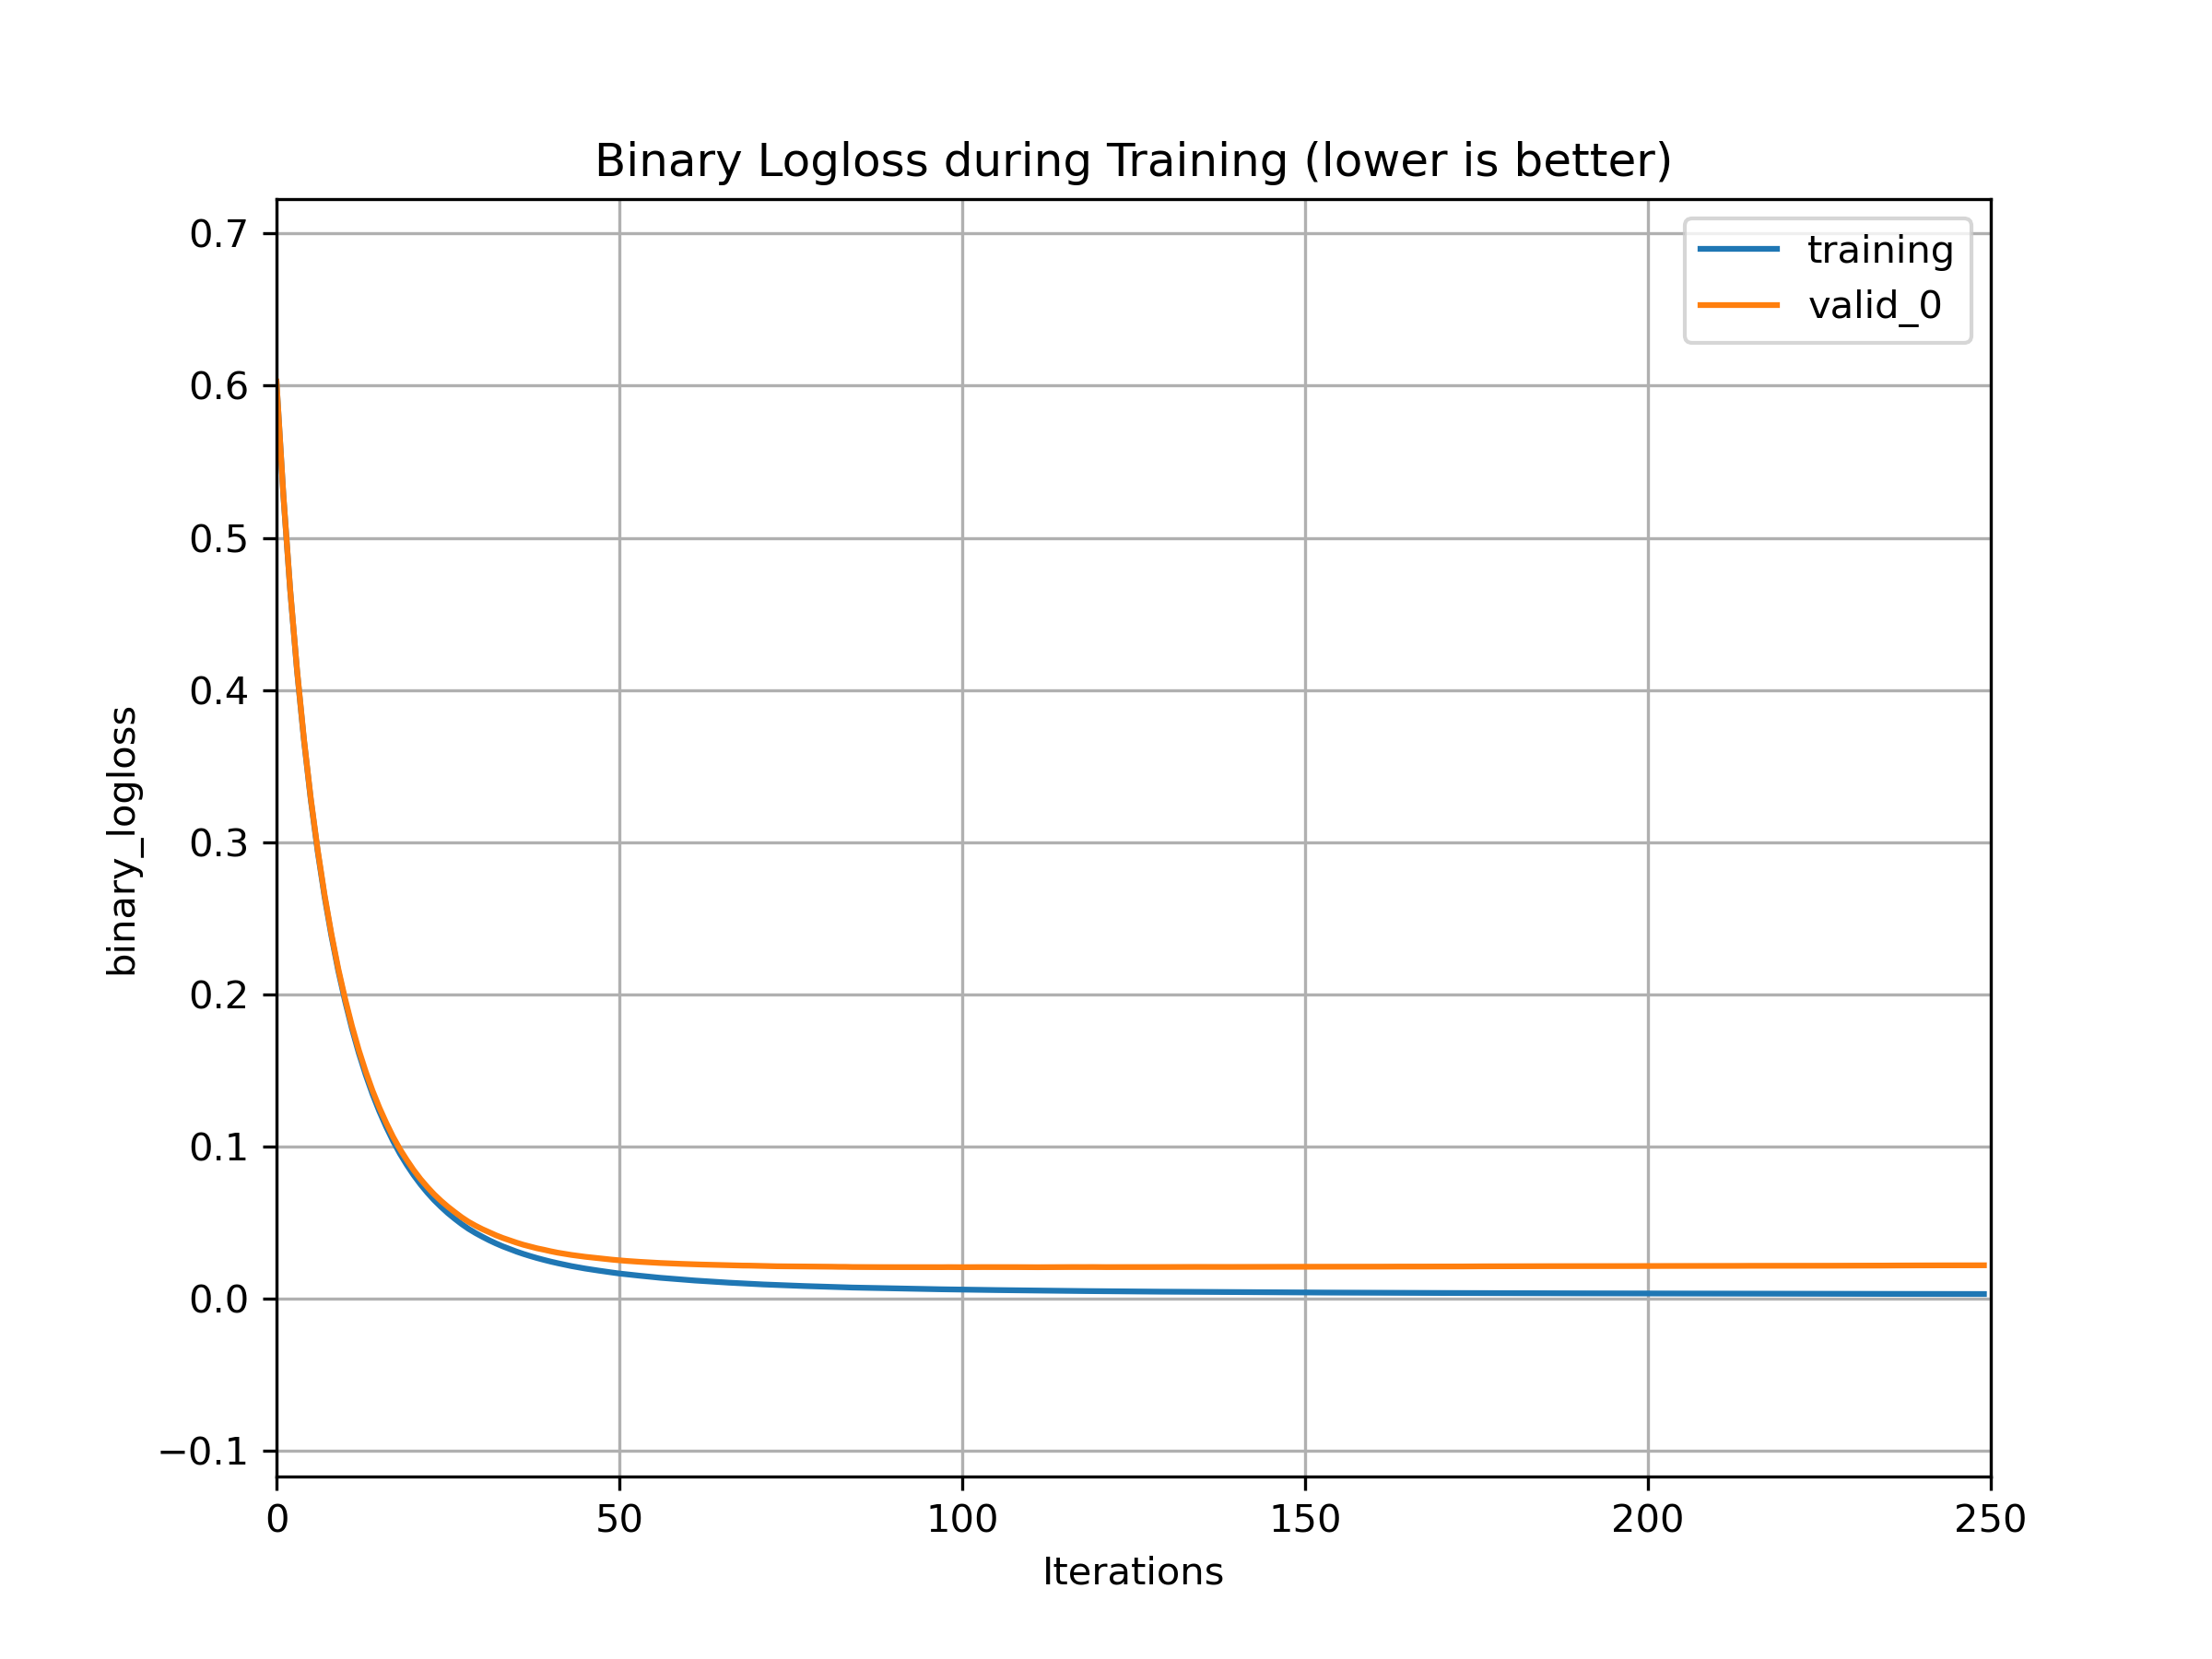 Binary Logloss during Training (lower is better)
training
valid_0
0.7
0.6
0.5
0.4
0.3
0.2
0.1
0.0
−0.1
binary_logloss
0 50 100 150 200 250
Iterations